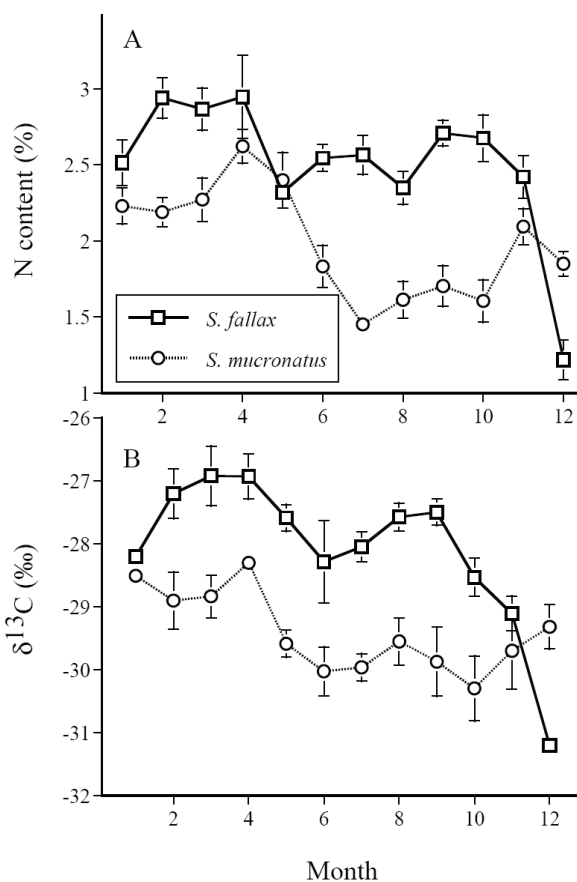 A
N content (%)
3
2.5
2
1.5
1
S. fallax
S. mucronatus
2 4 6 8 10 12
B
δ13C (‰)
-26
-27
-28
-29
-30
-31
-32
2 4 6 8 10 12
Month